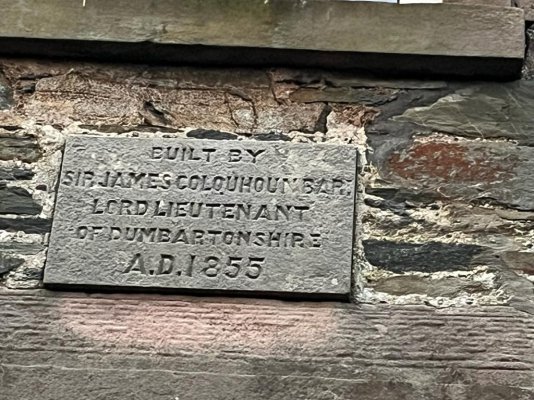 BUILT BY
SIR JAMES COLQUHOUN BAR.
LORD LIEUTENANT
OF DUMBARTONSHIRE
A.D. 1855